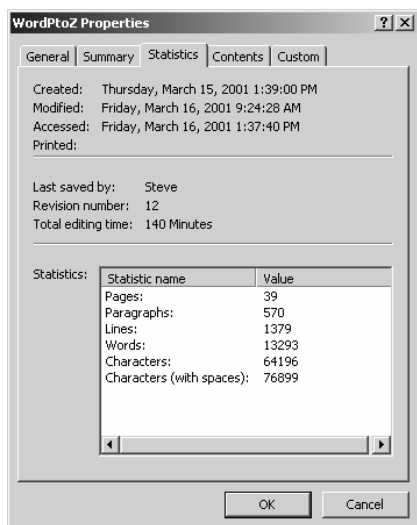 WordPtoZ Properties
General Summary Statistics Contents Custom
Created: Thursday, March 15, 2001 1:39:00 PM
Modified: Friday, March 16, 2001 9:24:28 AM
Accessed: Friday, March 16, 2001 1:37:40 PM
Printed:
Last saved by: Steve
Revision number: 12
Total editing time: 140 Minutes
Statistics:
Statistic name Value
Pages: 39
Paragraphs: 570
Lines: 1379
Words: 13293
Characters: 64196
Characters (with spaces): 76899
OK Cancel